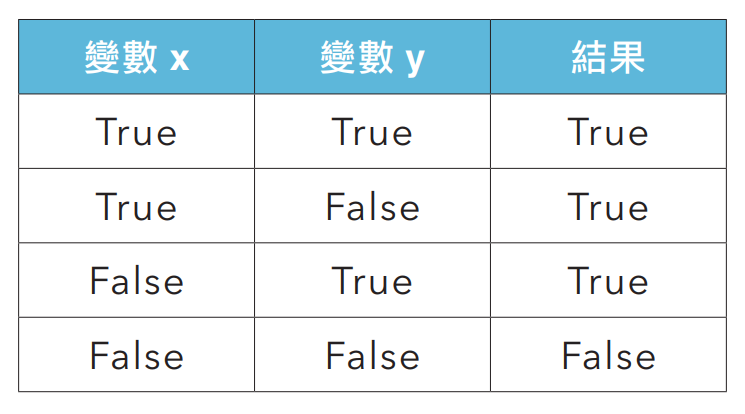 變數 x 變數 y 結果
True True True
True False True
False True True
False False False